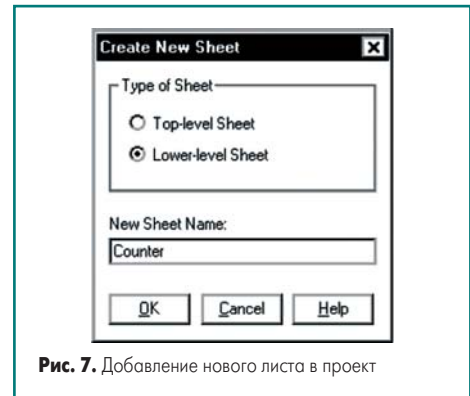 Create New Sheet
Type of Sheet
Top-level Sheet
Lower-level Sheet
New Sheet Name:
Counter
OK Cancel Help
Рис. 7. Добавление нового листа в проект